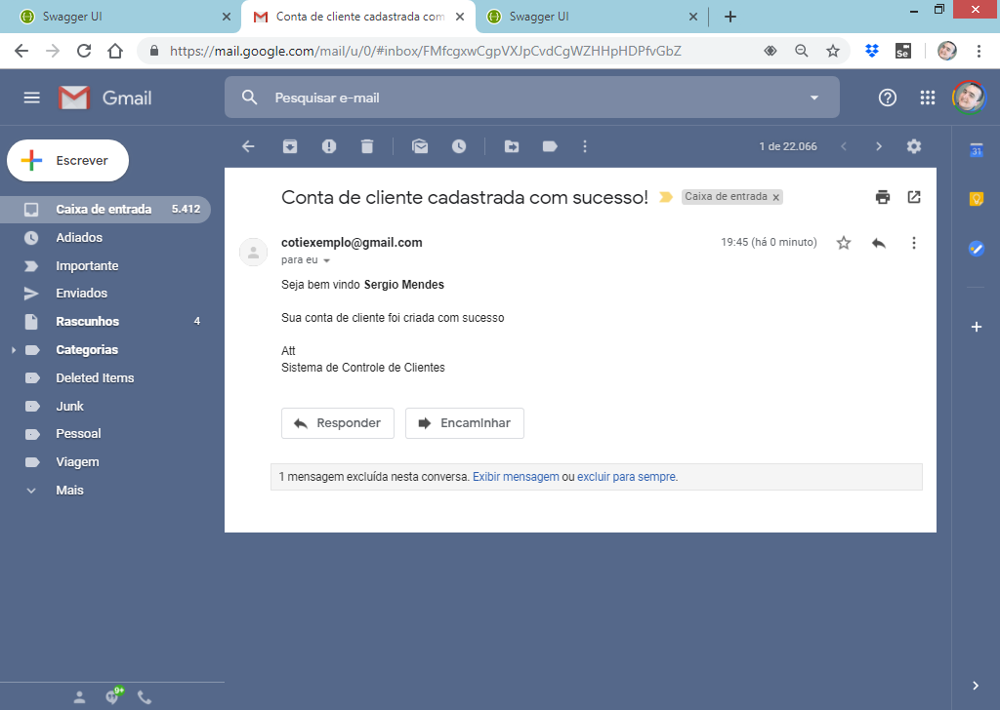 Swagger UI
Conta de cliente cadastrada com
Swagger UI
https://mail.google.com/mail/u/0/#inbox/FMfcgxwCgpVXJpCvdCgWZHHpHDPfvGbZ
Se
Gmail
Pesquisar e-mail
Escrever
1 de 22.066
31
Caixa de entrada 5.412
Adiados
Importante
Enviados
Rascunhos 4
Categorias
Deleted Items
Junk
Pessoal
Viagem
Mais
Conta de cliente cadastrada com sucesso!
Caixa de entrada x
cotiexemplo@gmail.com
19:45 (há 0 minuto)
para eu
Seja bem vindo Sergio Mendes
Sua conta de cliente foi criada com sucesso
Att
Sistema de Controle de Clientes
Responder
Encaminhar
1 mensagem excluída nesta conversa. Exibir mensagem ou excluir para sempre.
9+